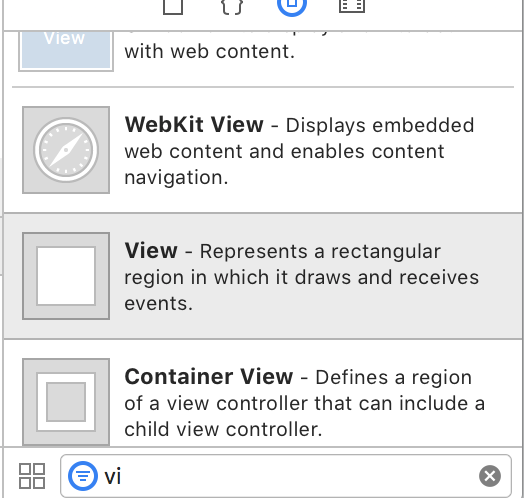 { }
View
with web content.
WebKit View - Displays embedded
web content and enables content
navigation.
View - Represents a rectangular
region in which it draws and receives
events.
Container View - Defines a region
of a view controller that can include a
child view controller.
vi